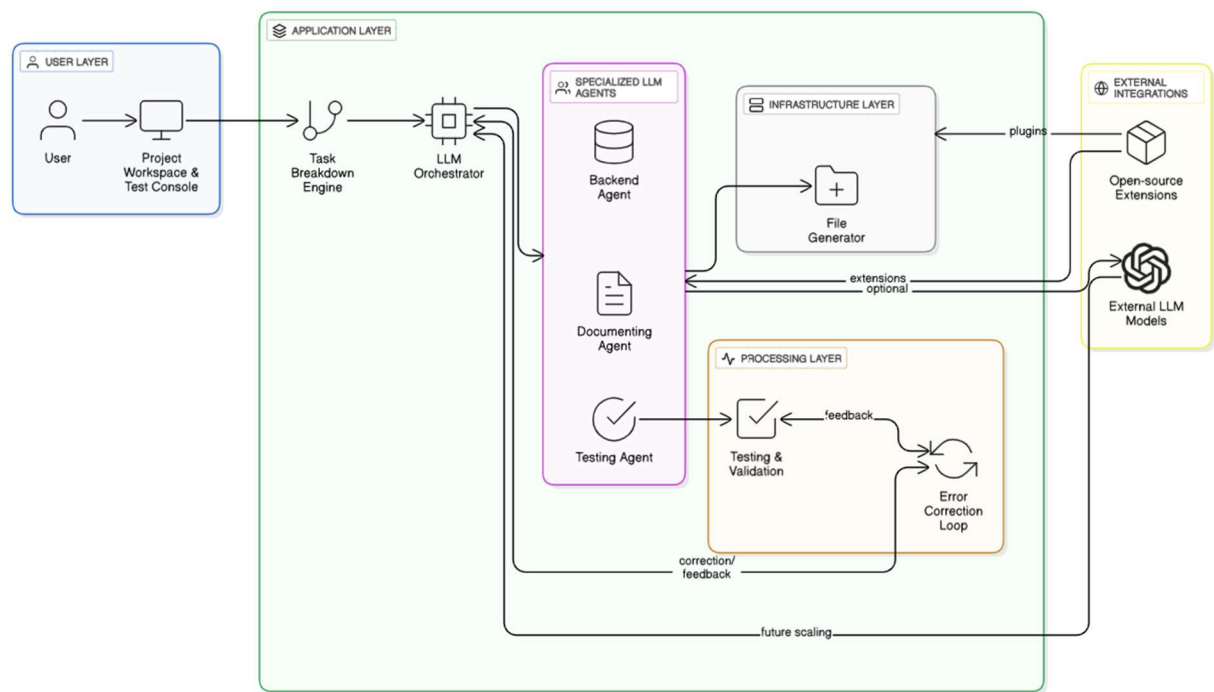 APPLICATION LAYER
USER LAYER
User
Project
Workspace &
Test Console
Task
Breakdown
Engine
LLM
Orchestrator
SPECIALIZED LLM
AGENTS
Backend
Agent
Documenting
Agent
Testing Agent
INFRASTRUCTURE LAYER
File
Generator
plugins
EXTERNAL
INTEGRATIONS
Open-source
Extensions
External LLM
Models
extensions
optional
PROCESSING LAYER
Testing &
Validation
feedback
Error
Correction
Loop
correction/
feedback
future scaling